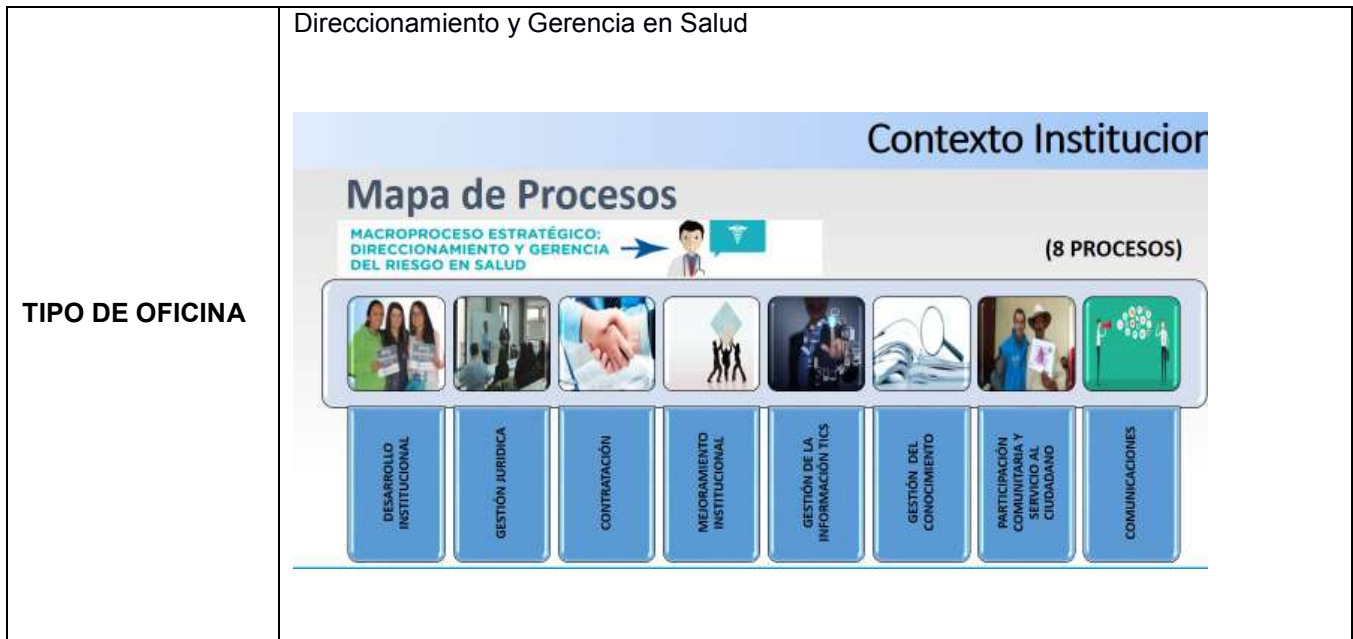 Direccionamiento y Gerencia en Salud
TIPO DE OFICINA
Contexto Institucion
Mapa de Procesos
MACROPROCESO ESTRATÉGICO:
DIRECCIONAMIENTO Y GERENCIA
DEL RIESGO EN SALUD
(8 PROCESOS)
DESARROLLO
INSTITUCIONAL
GESTIÓN JURIDICA
CONTRATACIÓN
MEJORAMIENTO
INSTITUCIONAL
GESTIÓN DE LA
INFORMACIÓN TICS
GESTIÓN DEL
CONOCIMIENTO
PARTICIPACIÓN
COMUNITARIA Y
SERVICIO AL
CIUDADANO
COMUNICACIONES